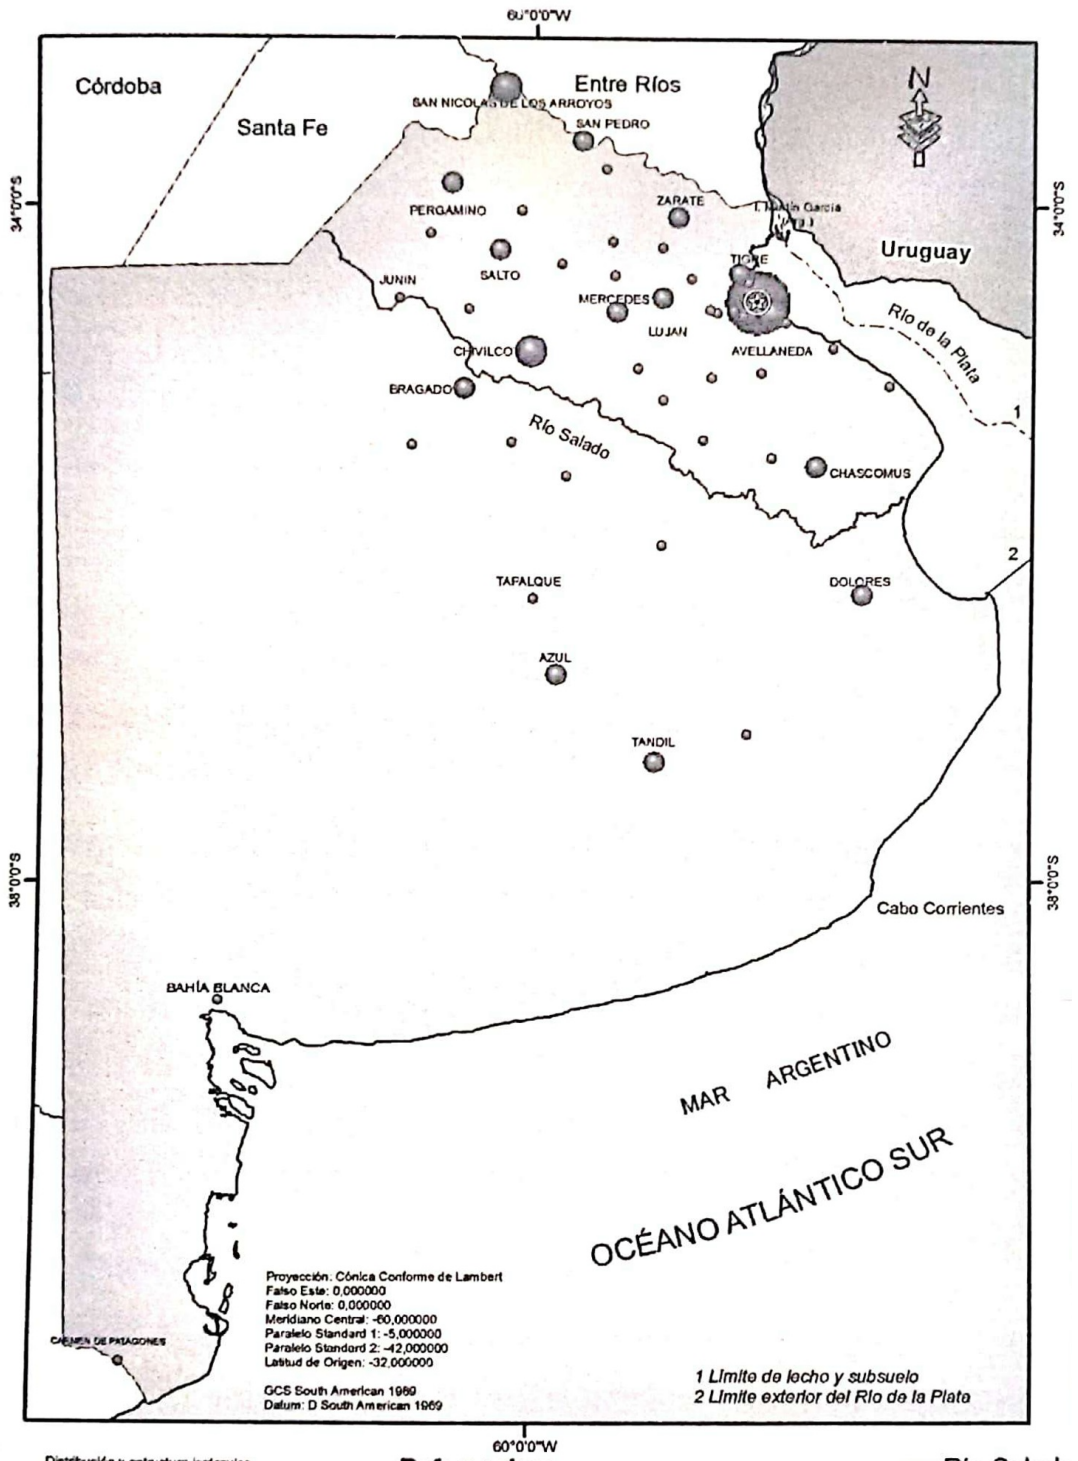 60°0'0"W
Córdoba
Santa Fe
Entre Ríos
SAN NICOLAS DE LOS ARROYOS
SAN PEDRO
N
34°0'0"S
34°0'0"S
PERGAMINO
ZARATE
I. Martín García
Uruguay
SALTO
TIGRE
JUNIN
MERCEDES
LUJAN
Río de la Plata
CHIVILCO
AVELLANEDA
BRAGADO
1
Río Salado
CHASCOMUS
2
TAPALQUE
DOLORES
AZUL
TANDIL
38°0'0"S
38°0'0"S
Cabo Corrientes
BAHÍA BLANCA
MAR ARGENTINO
OCÉANO ATLÁNTICO SUR
Proyección: Cónica Conforme de Lambert
Falso Este: 0,000000
Falso Norte: 0,000000
Meridiano Central: -60,000000
Paralelo Standard 1: -5,000000
Paralelo Standard 2: -42,000000
Latitud de Origen: -32,000000
GCS South American 1969
Datum: D South American 1969
CARMEN DE PATAGONES
1 Límite de lecho y subsuelo
2 Límite exterior del Río de la Plate
60°0'0"W